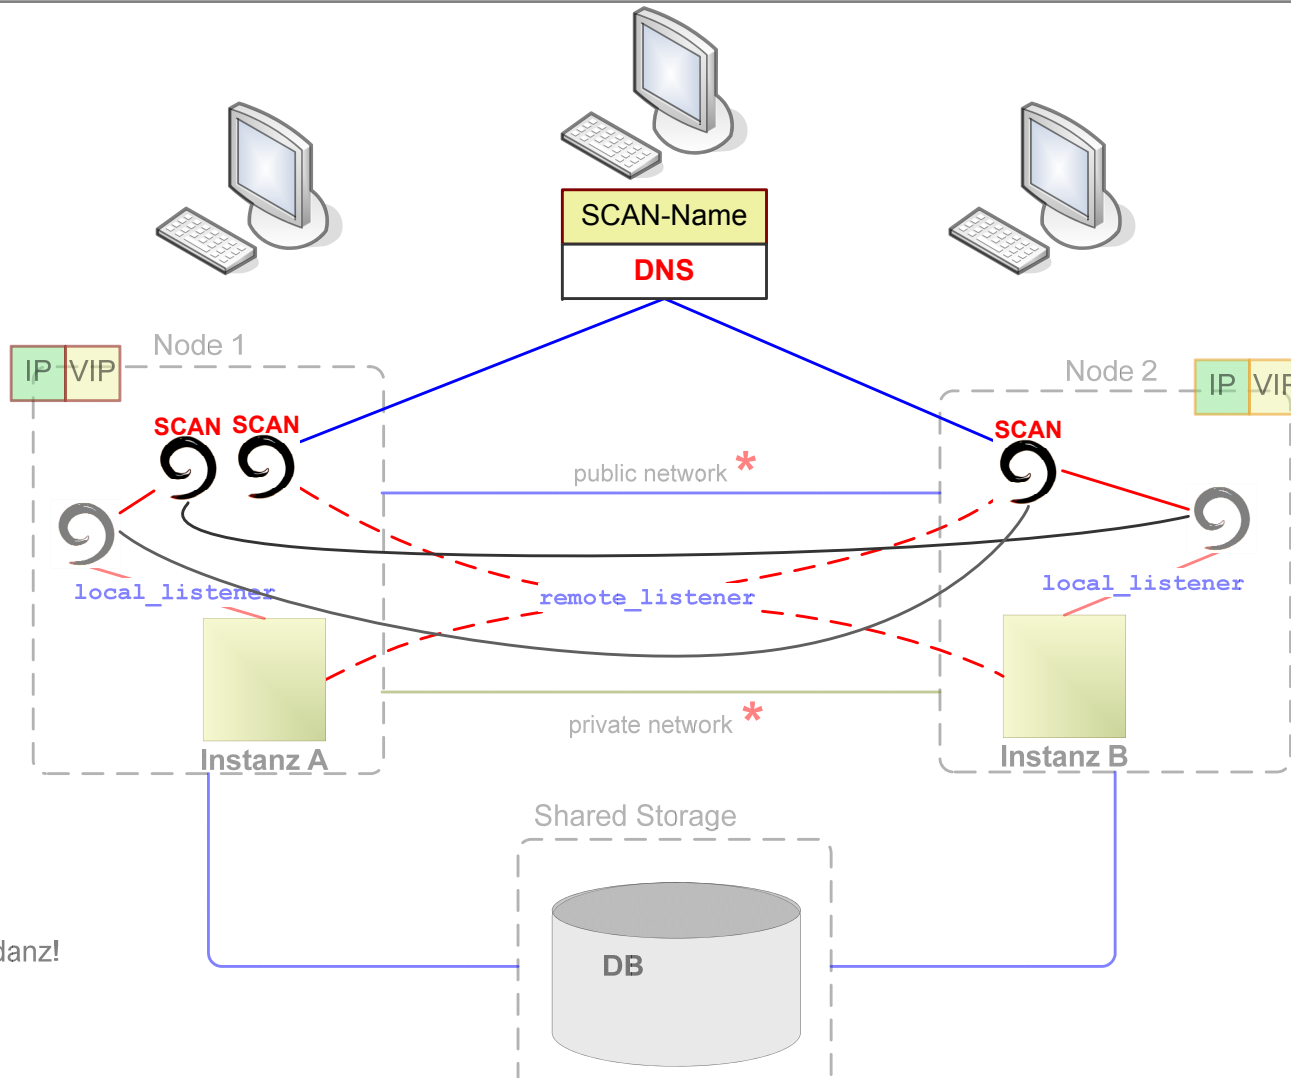 SCAN-Name
DNS
Node 1
IP VIP
Node 2
IP VIP
SCAN SCAN
SCAN
public network *
local_listener
remote_listener
local_listener
private network *
Instanz A
Instanz B
Shared Storage
DB
danz!